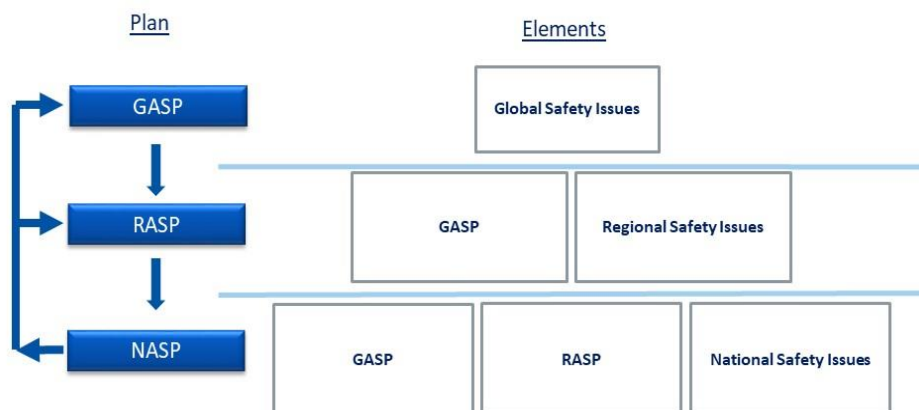 Plan
Elements
GASP
Global Safety Issues
RASP
GASP
Regional Safety Issues
NASP
GASP
RASP
National Safety Issues